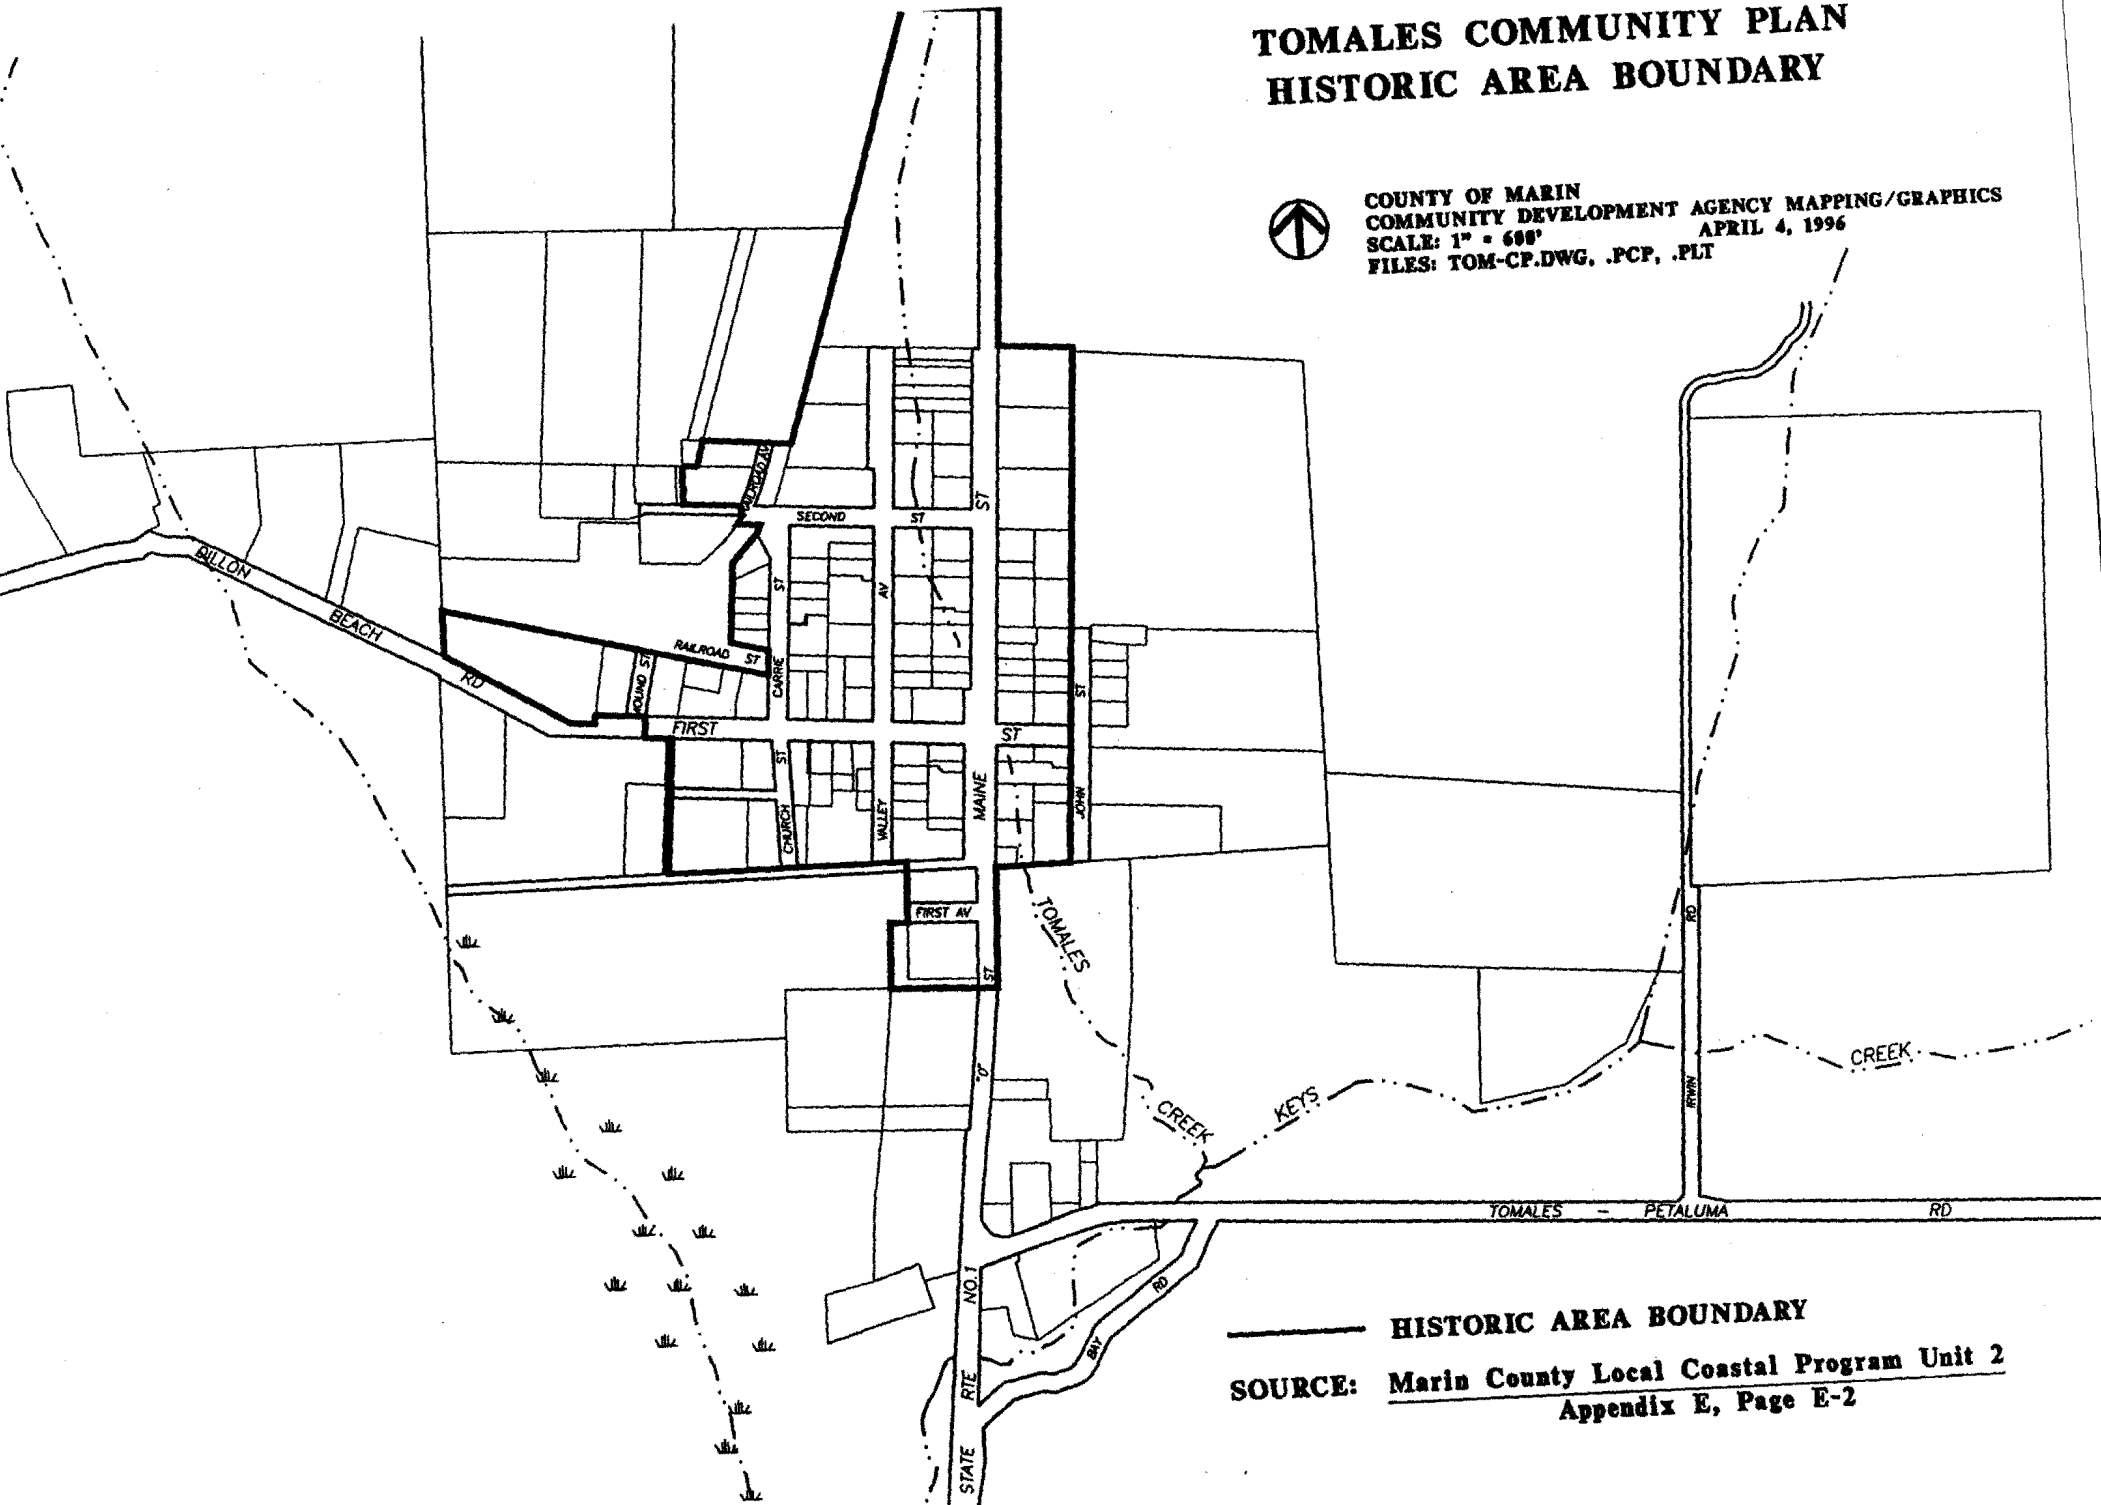 TOMALES COMMUNITY PLAN
HISTORIC AREA BOUNDARY
COUNTY OF MARIN
COMMUNITY DEVELOPMENT AGENCY MAPPING/GRAPHICS
SCALE: 1" = 600' APRIL 4, 1996
FILES: TOM-CP.DWG, .PCP, .PLT
RAILROAD AV
ST
SECOND ST
DILLON BEACH RD
AV
ST
RAILROAD ST
MOUND ST
CARRIE
ST
FIRST ST
ST
MAINE
CHURCH
VALLEY
JOHN
FIRST AV
ST
TOMALES
CREEK
RD
CREEK
KEYS
IRWIN
"D"
TOMALES - PETALUMA RD
NO.1
RD
BAY
RTE
STATE
HISTORIC AREA BOUNDARY
SOURCE: Marin County Local Coastal Program Unit 2
Appendix E, Page E-2